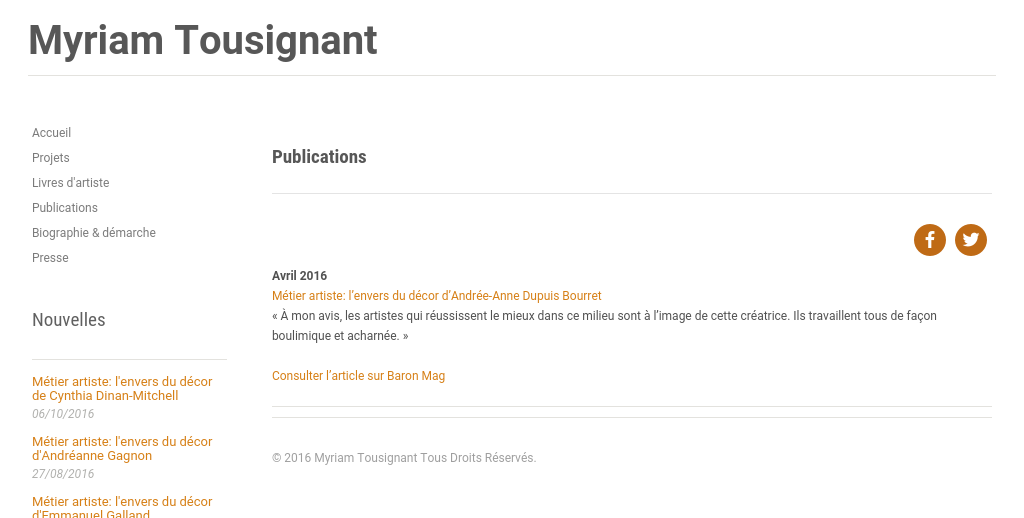 Myriam Tousignant
Accueil
Projets
Livres d'artiste
Publications
Biographie & démarche
Presse
Nouvelles
Métier artiste: l'envers du décor
de Cynthia Dinan-Mitchell
06/10/2016
Métier artiste: l'envers du décor
d'Andréanne Gagnon
27/08/2016
Métier artiste: l'envers du décor
d'Emmanuel Galland
Publications
Avril 2016
Métier artiste: l’envers du décor d’Andrée-Anne Dupuis Bourret
« À mon avis, les artistes qui réussissent le mieux dans ce milieu sont à l’image de cette créatrice. Ils travaillent tous de façon
boulimique et acharnée. »
Consulter l’article sur Baron Mag
© 2016 Myriam Tousignant Tous Droits Réservés.